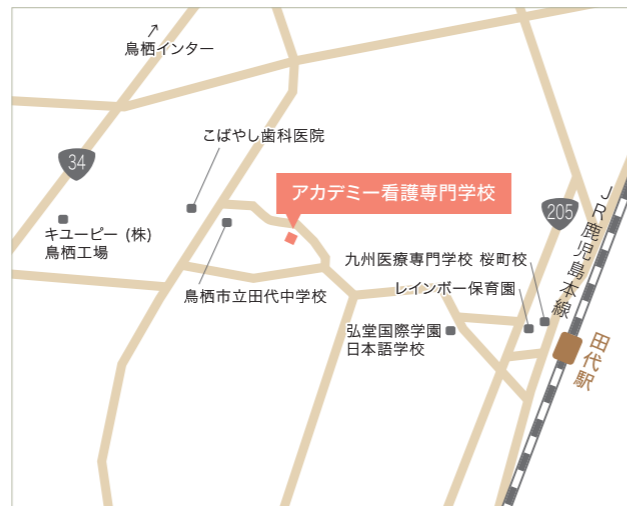 ↗
鳥栖インター
こばやし歯科医院
34
アカデミー看護専門学校
キユーピー (株)
鳥栖工場
205
JR鹿児島本線
九州医療専門学校 桜町校
レインボー保育園
鳥栖市立田代中学校
弘堂国際学園
日本語学校
田代駅